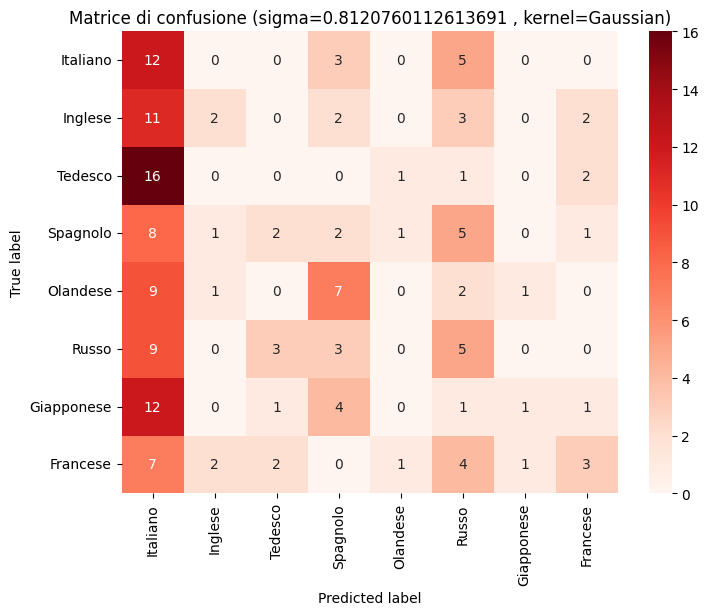 Matrice di confusione (sigma=0.8120760112613691 , kernel=Gaussian)
True label
Italiano 12 0 0 3 0 5 0 0
Inglese 11 2 0 2 0 3 0 2
Tedesco 16 0 0 0 1 1 0 2
Spagnolo 8 1 2 2 1 5 0 1
Olandese 9 1 0 7 0 2 1 0
Russo 9 0 3 3 0 5 0 0
Giapponese 12 0 1 4 0 1 1 1
Francese 7 2 2 0 1 4 1 3
Italiano Inglese Tedesco Spagnolo Olandese Russo Giapponese Francese
Predicted label
16
14
12
10
8
6
4
2
0